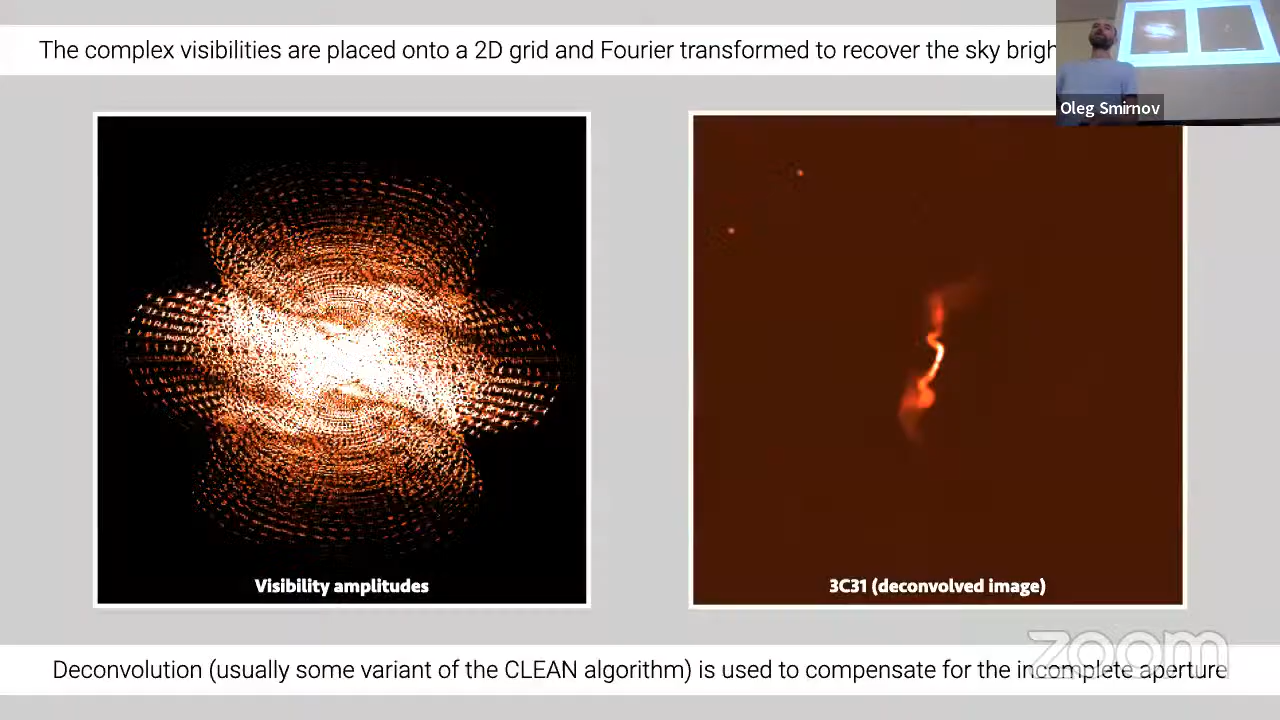 The complex visibilities are placed onto a 2D grid and Fourier transformed to recover the sky brigh
Oleg Smirnov
Visibility amplitudes
3C31 (deconvolved image)
zoom
Deconvolution (usually some variant of the CLEAN algorithm) is used to compensate for the incomplete aperture